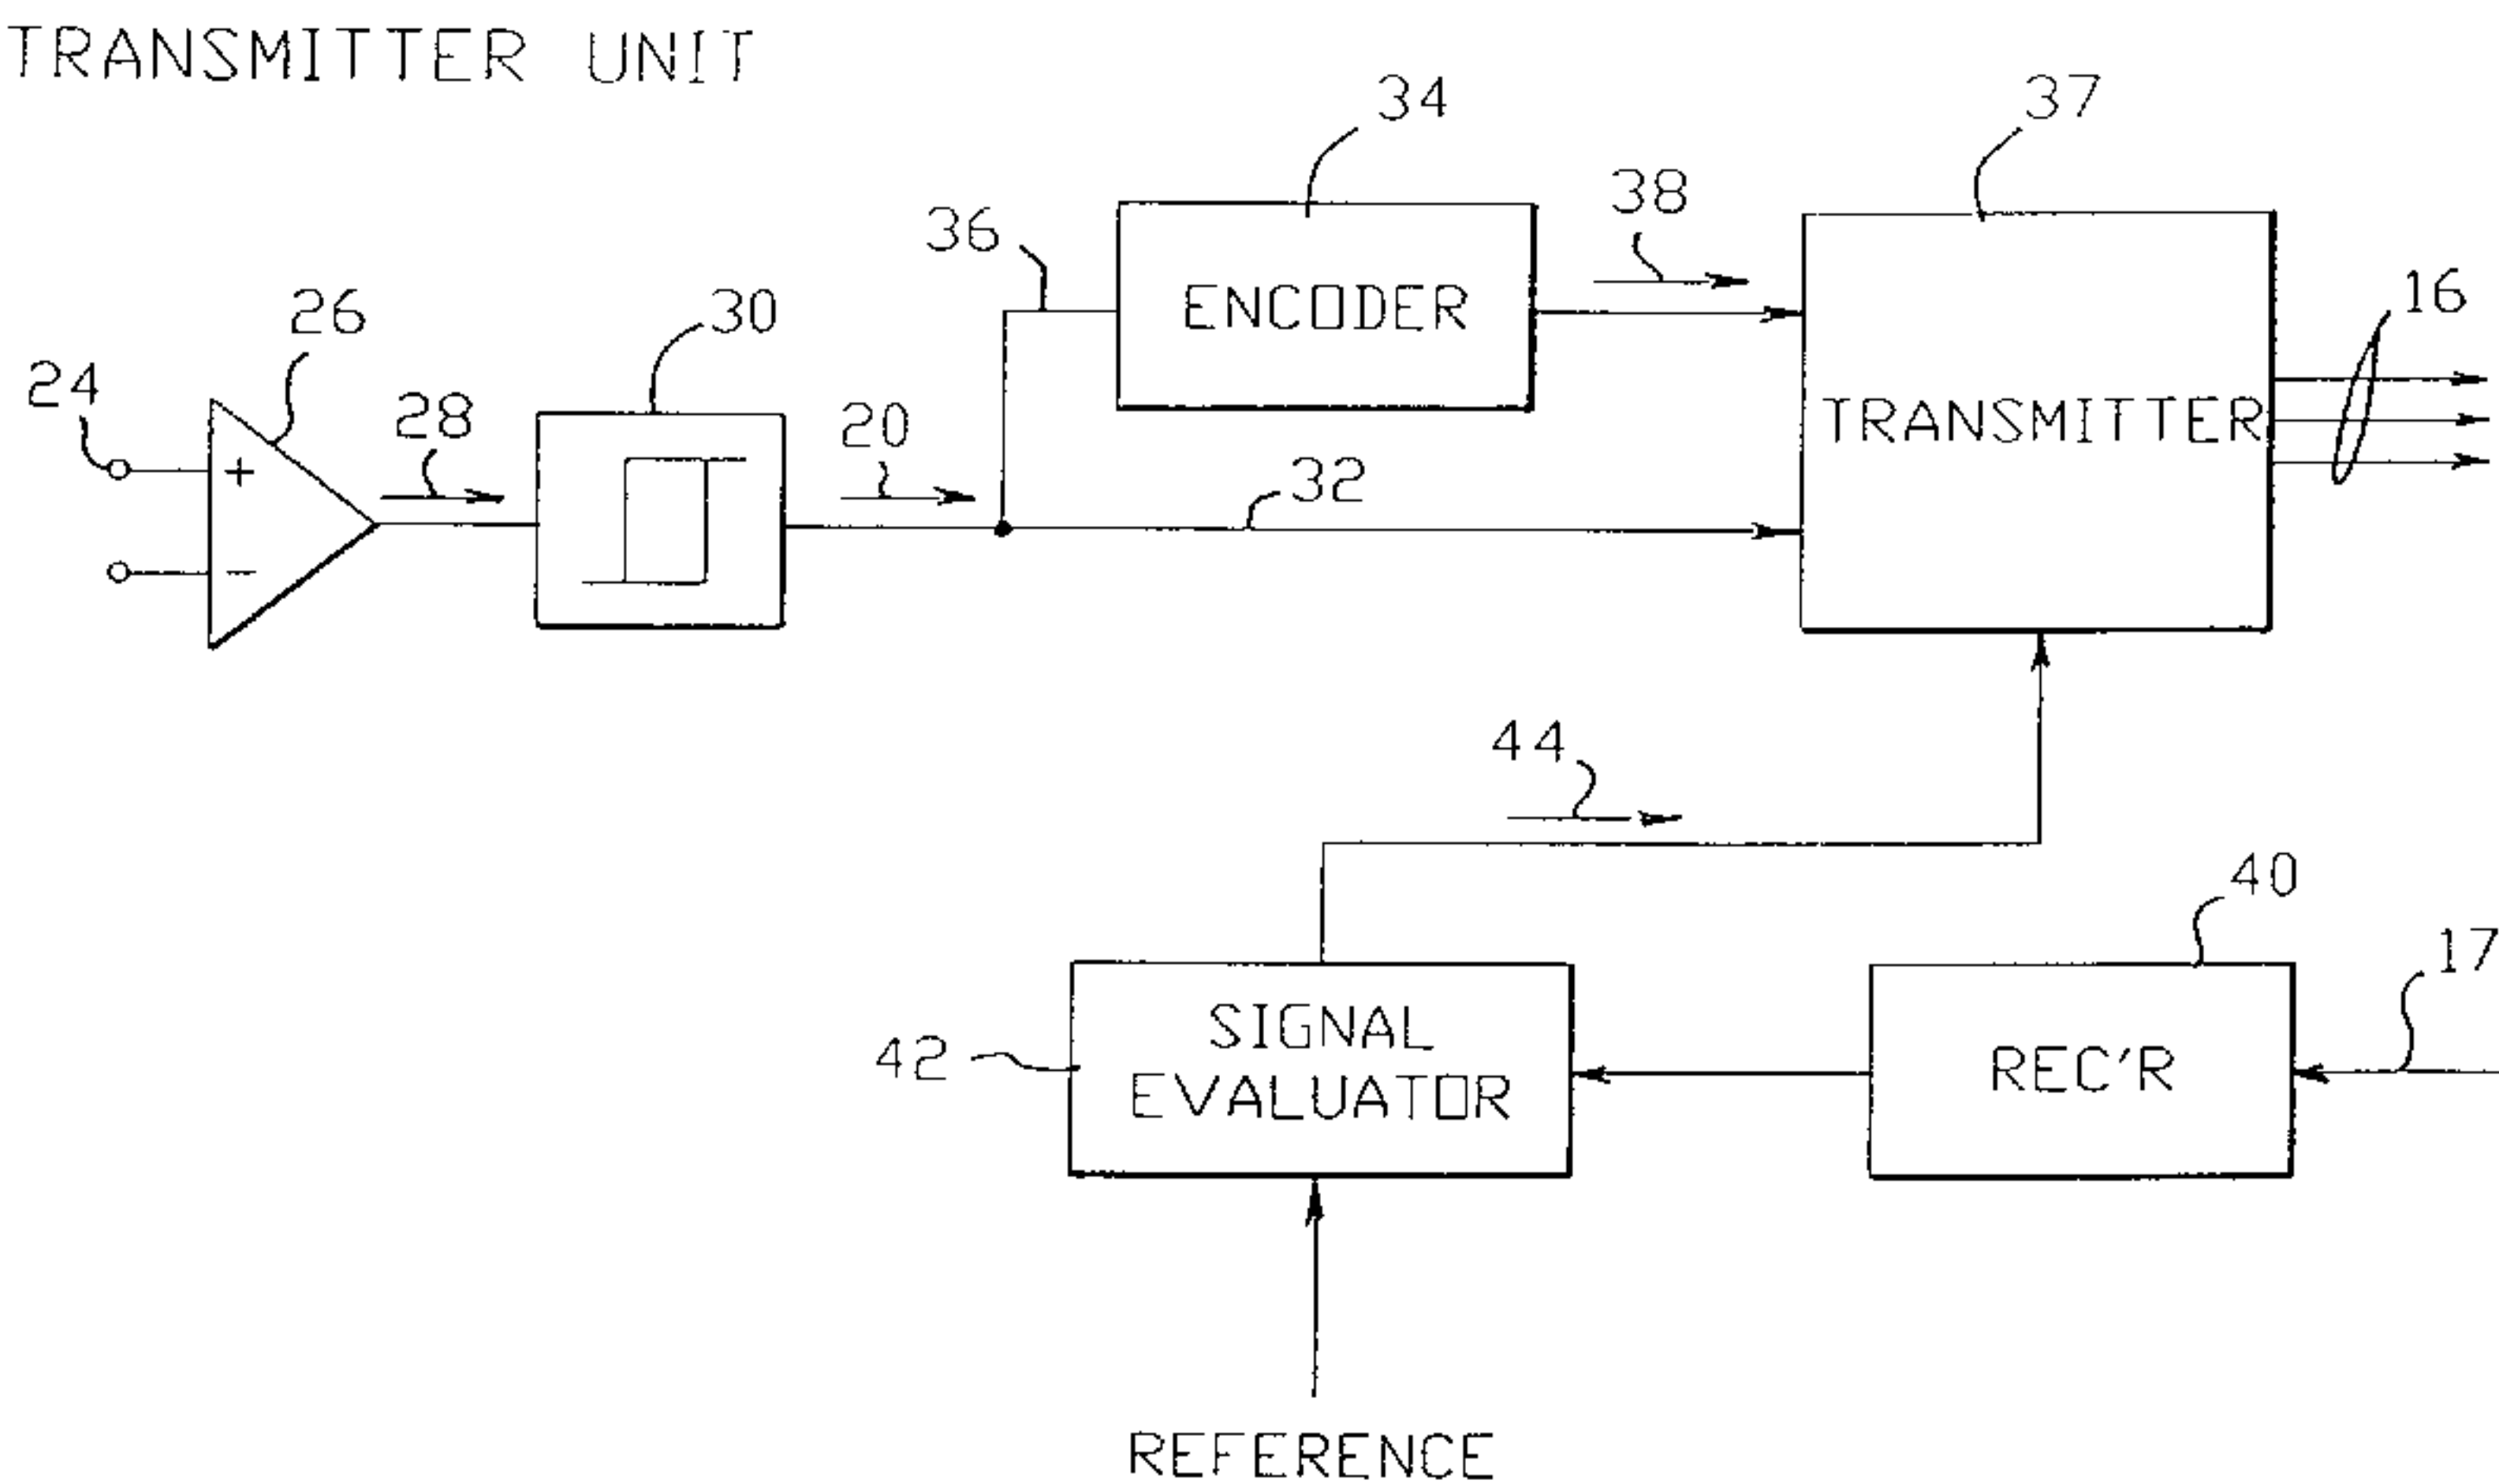 TRANSMITTER UNIT
34
37
38
36
16
26
30
ENCODER
24
28
20
TRANSMITTER
+
32
−
44
40
17
SIGNAL
42
REC'R
EVALUATOR
REFERENCE